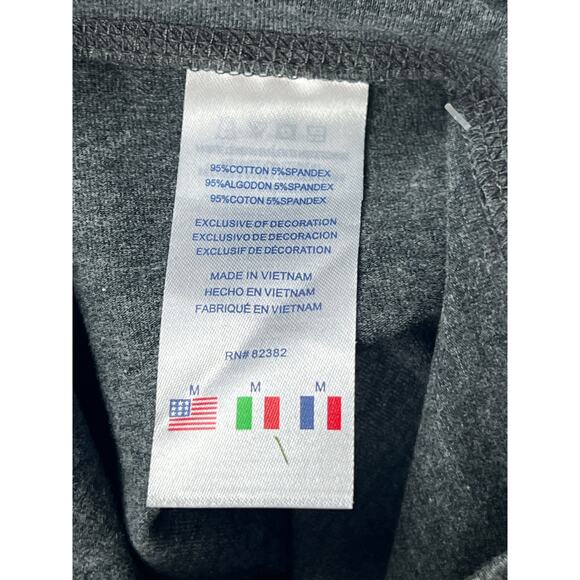 95%COTTON 5%SPANDEX
95%ALGODON 5%SPANDEX
95%COTON 5%SPANDEX
EXCLUSIVE OF DECORATION
EXCLUSIVO DE DECORACION
EXCLUSIF DE DÉCORATION
MADE IN VIETNAM
HECHO EN VIETNAM
FABRIQUÉ EN VIETNAM
RN# 82382
M M M